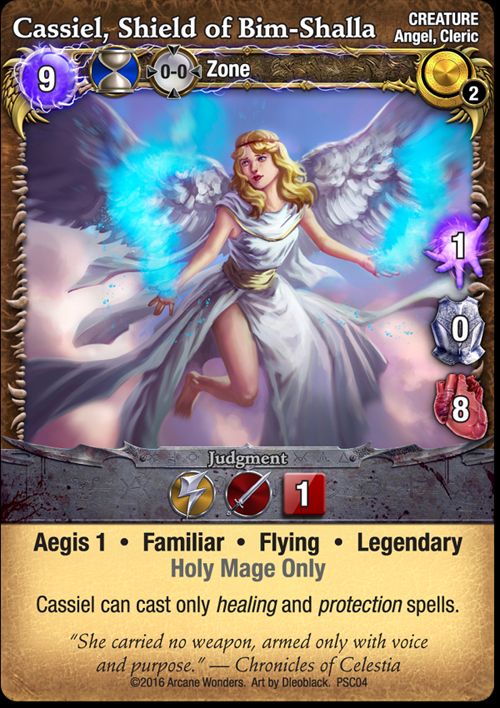 Cassiel, Shield of Bim-Shalla
CREATURE
Angel, Cleric
9
0-0 Zone
2
1
0
8
Judgment
1
Aegis 1 • Familiar • Flying • Legendary
Holy Mage Only
Cassiel can cast only healing and protection spells.
“She carried no weapon, armed only with voice
and purpose.” — Chronicles of Celestia
©2016 Arcane Wonders. Art by Dleoblack. PSC04